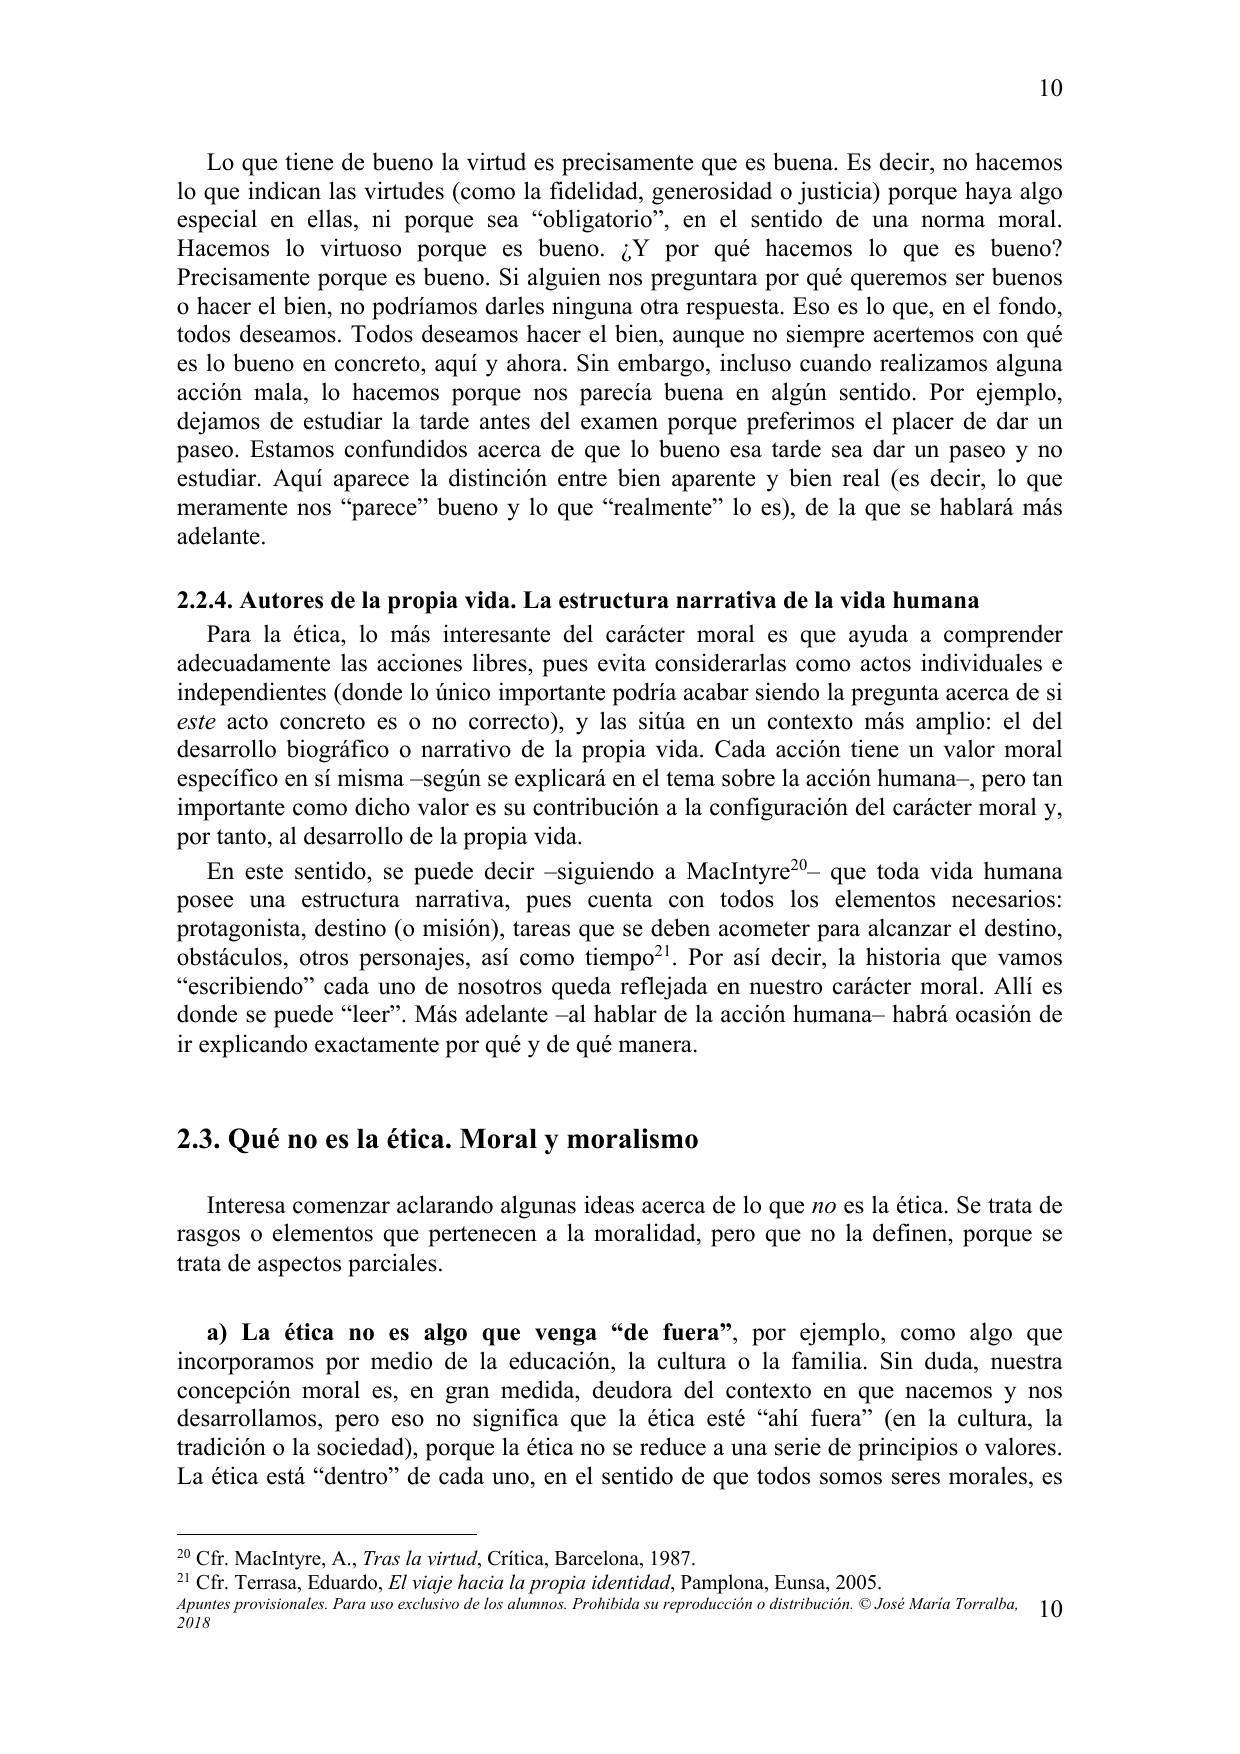 10
Lo que tiene de bueno la virtud es precisamente que es buena. Es decir, no hacemos
lo que indican las virtudes (como la fidelidad, generosidad o justicia) porque haya algo
especial en ellas, ni porque sea “obligatorio”, en el sentido de una norma moral.
Hacemos lo virtuoso porque es bueno. ¿Y por qué hacemos lo que es bueno?
Precisamente porque es bueno. Si alguien nos preguntara por qué queremos ser buenos
o hacer el bien, no podríamos darles ninguna otra respuesta. Eso es lo que, en el fondo,
todos deseamos. Todos deseamos hacer el bien, aunque no siempre acertemos con qué
es lo bueno en concreto, aquí y ahora. Sin embargo, incluso cuando realizamos alguna
acción mala, lo hacemos porque nos parecía buena en algún sentido. Por ejemplo,
dejamos de estudiar la tarde antes del examen porque preferimos el placer de dar un
paseo. Estamos confundidos acerca de que lo bueno esa tarde sea dar un paseo y no
estudiar. Aquí aparece la distinción entre bien aparente y bien real (es decir, lo que
meramente nos “parece” bueno y lo que “realmente” lo es), de la que se hablará más
adelante.
2.2.4. Autores de la propia vida. La estructura narrativa de la vida humana
Para la ética, lo más interesante del carácter moral es que ayuda a comprender
adecuadamente las acciones libres, pues evita considerarlas como actos individuales e
independientes (donde lo único importante podría acabar siendo la pregunta acerca de si
este acto concreto es o no correcto), y las sitúa en un contexto más amplio: el del
desarrollo biográfico o narrativo de la propia vida. Cada acción tiene un valor moral
específico en sí misma –según se explicará en el tema sobre la acción humana–, pero tan
importante como dicho valor es su contribución a la configuración del carácter moral y,
por tanto, al desarrollo de la propia vida.
En este sentido, se puede decir –siguiendo a MacIntyre20– que toda vida humana
posee una estructura narrativa, pues cuenta con todos los elementos necesarios:
protagonista, destino (o misión), tareas que se deben acometer para alcanzar el destino,
obstáculos, otros personajes, así como tiempo21. Por así decir, la historia que vamos
“escribiendo” cada uno de nosotros queda reflejada en nuestro carácter moral. Allí es
donde se puede “leer”. Más adelante –al hablar de la acción humana– habrá ocasión de
ir explicando exactamente por qué y de qué manera.
2.3. Qué no es la ética. Moral y moralismo
Interesa comenzar aclarando algunas ideas acerca de lo que no es la ética. Se trata de
rasgos o elementos que pertenecen a la moralidad, pero que no la definen, porque se
trata de aspectos parciales.
a) La ética no es algo que venga “de fuera”, por ejemplo, como algo que
incorporamos por medio de la educación, la cultura o la familia. Sin duda, nuestra
concepción moral es, en gran medida, deudora del contexto en que nacemos y nos
desarrollamos, pero eso no significa que la ética esté “ahí fuera” (en la cultura, la
tradición o la sociedad), porque la ética no se reduce a una serie de principios o valores.
La ética está “dentro” de cada uno, en el sentido de que todos somos seres morales, es
20 Cfr. MacIntyre, A., Tras la virtud, Crítica, Barcelona, 1987.
21 Cfr. Terrasa, Eduardo, El viaje hacia la propia identidad, Pamplona, Eunsa, 2005.
Apuntes provisionales. Para uso exclusivo de los alumnos. Prohibida su reproducción o distribución. © José María Torralba,
2018
10